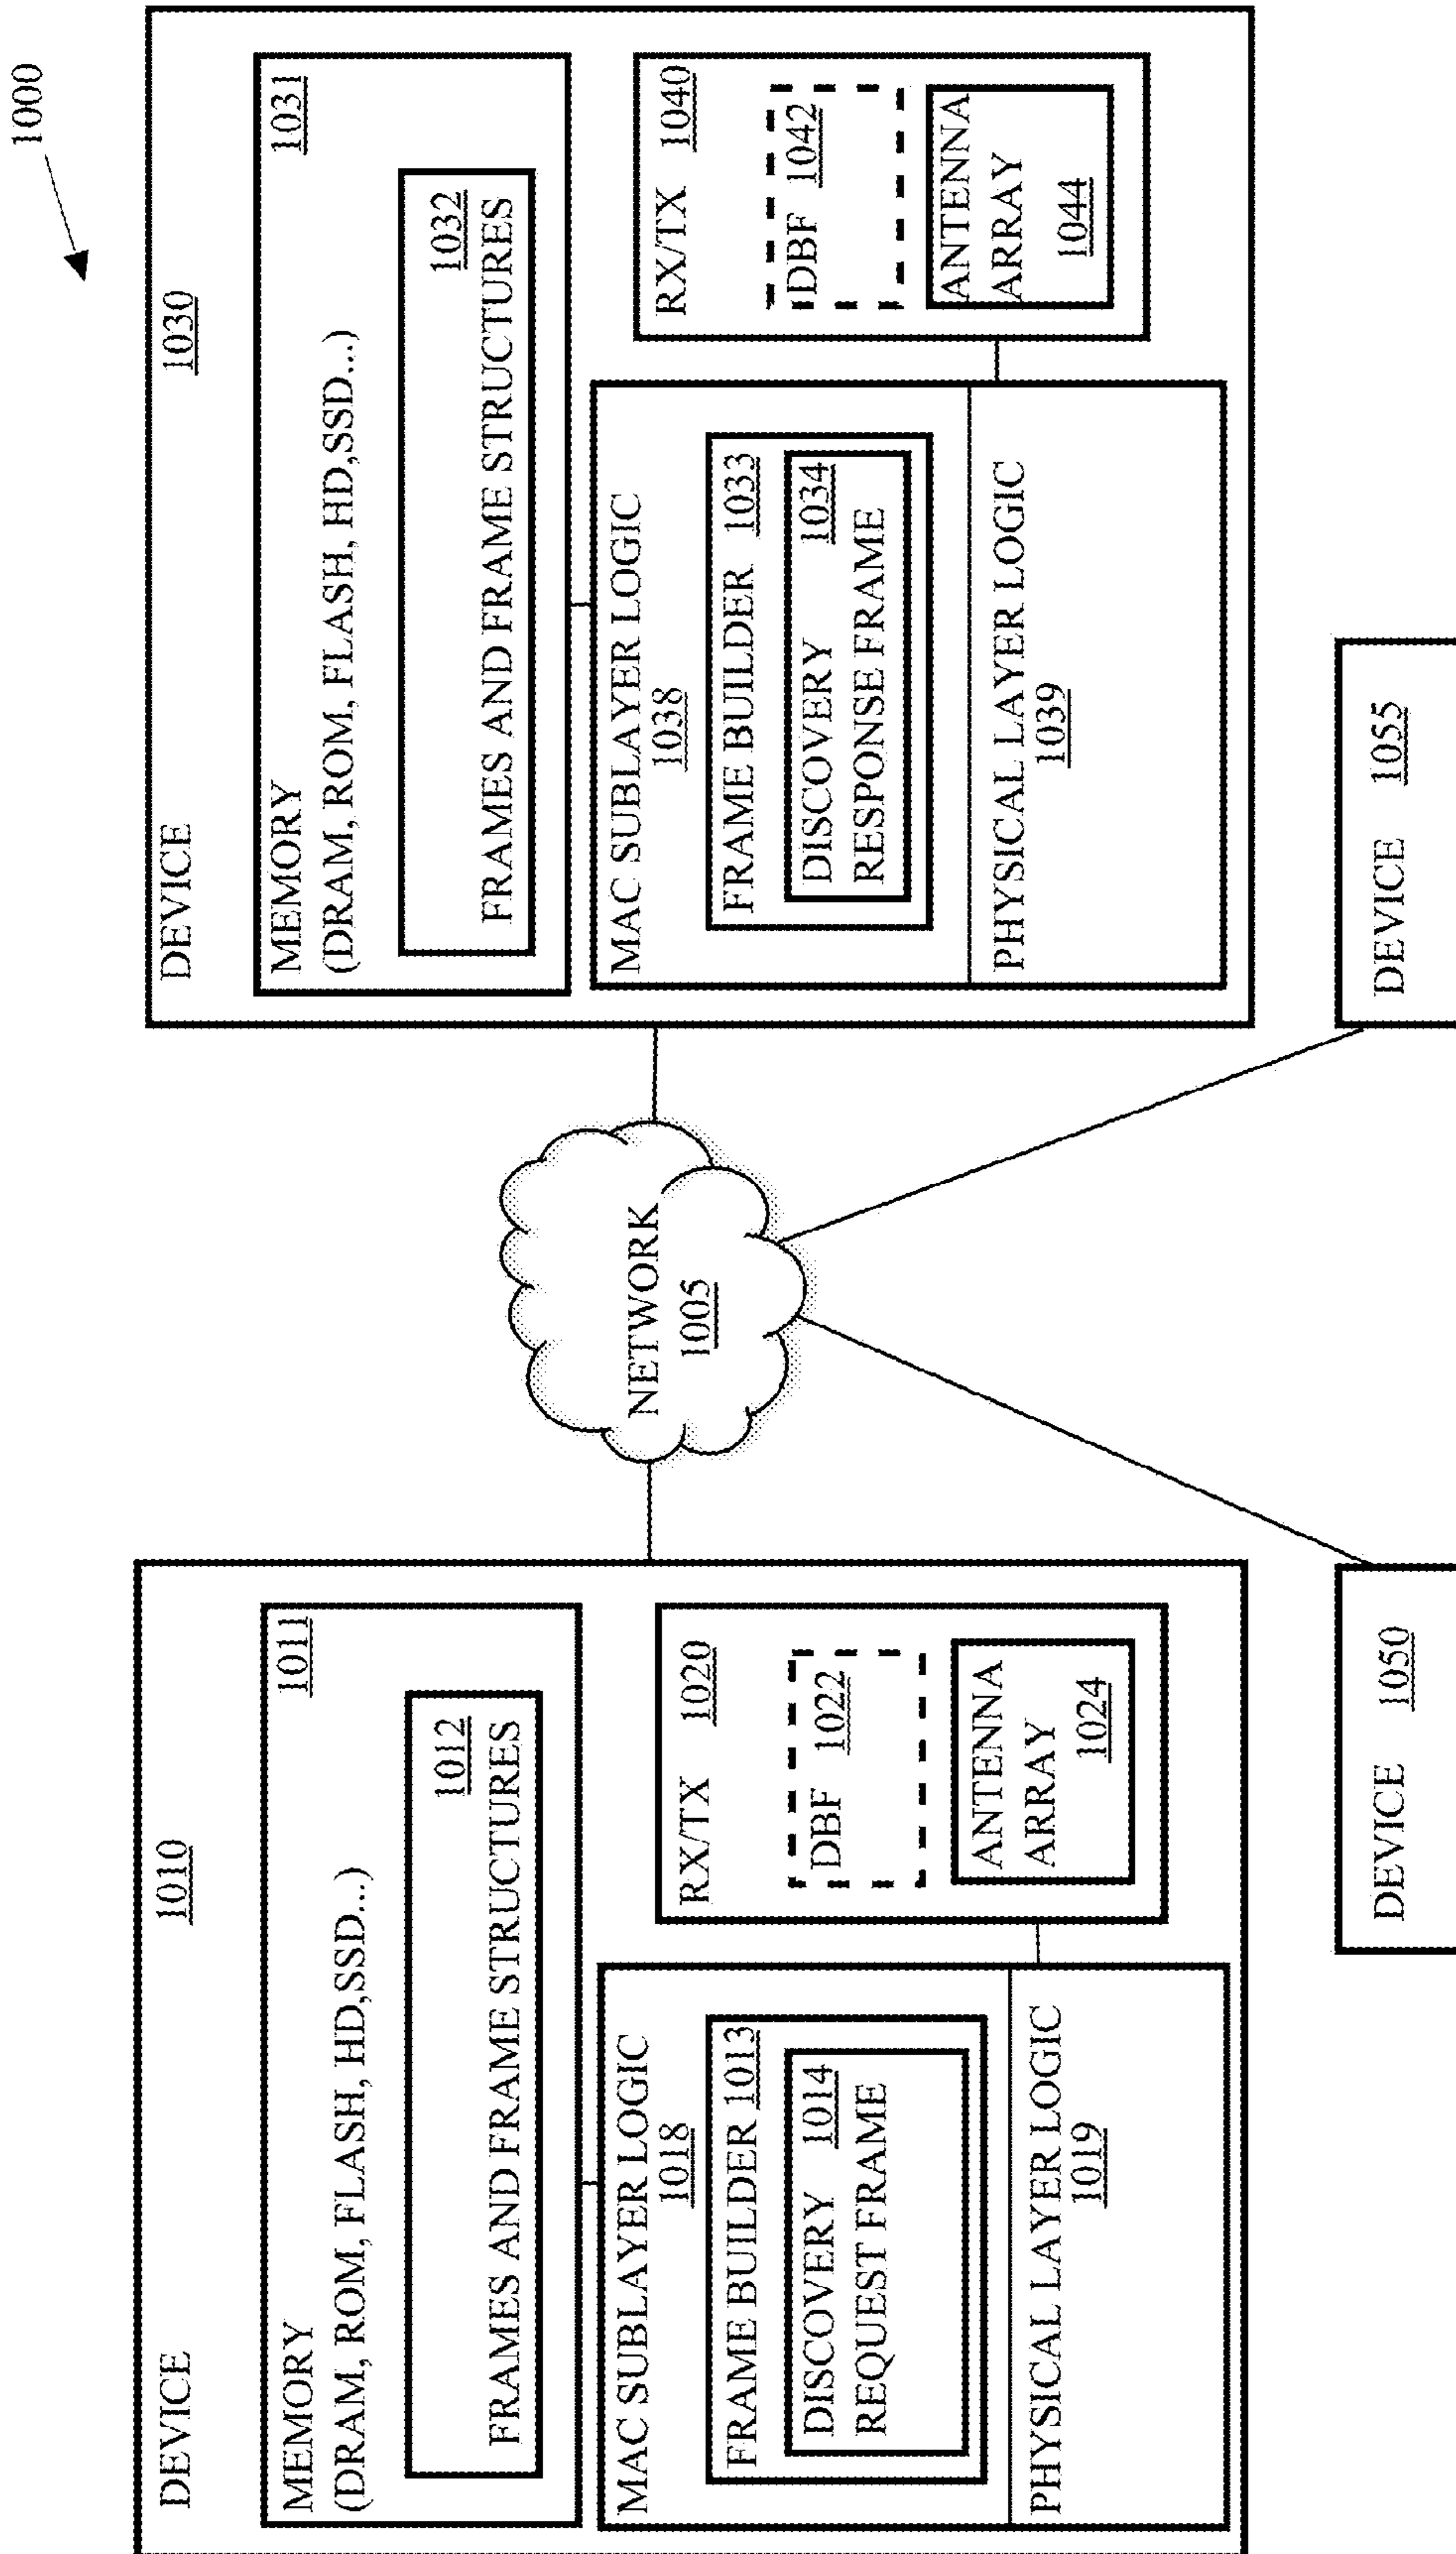 1000
DEVICE 1010
MEMORY 1011
(DRAM, ROM, FLASH, HD,SSD...)
1012
FRAMES AND FRAME STRUCTURES
MAC SUBLAYER LOGIC
1018
FRAME BUILDER 1013
DISCOVERY 1014
REQUEST FRAME
PHYSICAL LAYER LOGIC
1019
RX/TX 1020
DBF 1022
ANTENNA
ARRAY
1024
NETWORK
1005
DEVICE 1030
MEMORY 1031
(DRAM, ROM, FLASH, HD,SSD...)
1032
FRAMES AND FRAME STRUCTURES
MAC SUBLAYER LOGIC
1038
FRAME BUILDER 1033
DISCOVERY 1034
RESPONSE FRAME
PHYSICAL LAYER LOGIC
1039
RX/TX 1040
DBF 1042
ANTENNA
ARRAY
1044
DEVICE 1050
DEVICE 1055